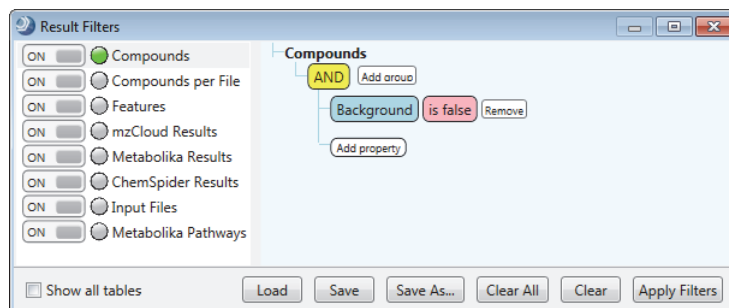 Result Filters
ON Compounds
ON Compounds per File
ON Features
ON mzCloud Results
ON Metabolika Results
ON ChemSpider Results
ON Input Files
ON Metabolika Pathways
Compounds
AND Add group
Background is false Remove
Add property
Show all tables Load Save Save As... Clear All Clear Apply Filters